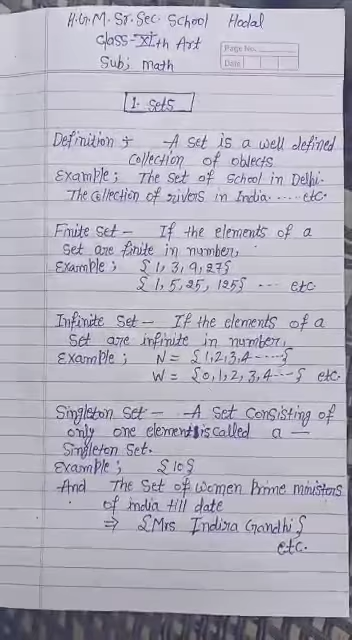 H.G.M. Sr. Sec. School Hodal
Class-XIth Art
Sub; math
Page No.
Date
1. Sets
Definition ÷ A set is a well defined
collection of objects
Example; The set of School in Delhi.
The collection of rivers in India. .... etc.
Finite Set - If the elements of a
set are finite in number,
Example; {1, 3, 9, 27}
{1, 5, 25, 125} --- etc
Infinite Set - If the elements of a
set are infinite in number,
Example; N = {1,2,3,4----}
W = {0,1,2,3,4---} etc.
Singleton Set - A Set Consisting of
only one element is called a -
Singleton Set.
Example; {10}
And The Set of women Prime ministers
of india till date
⇒ {Mrs Indira Gandhi}
etc.